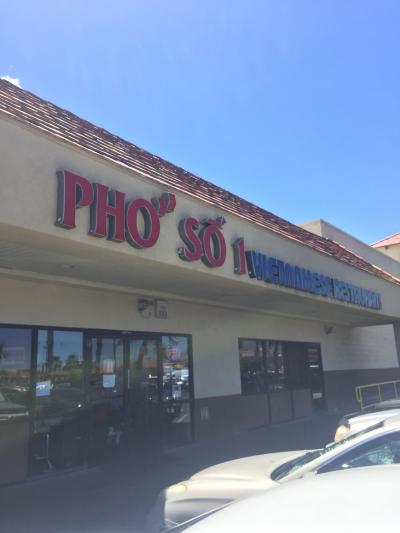 PHO" SỐ 1 VIETNAMESE RESTAURANT